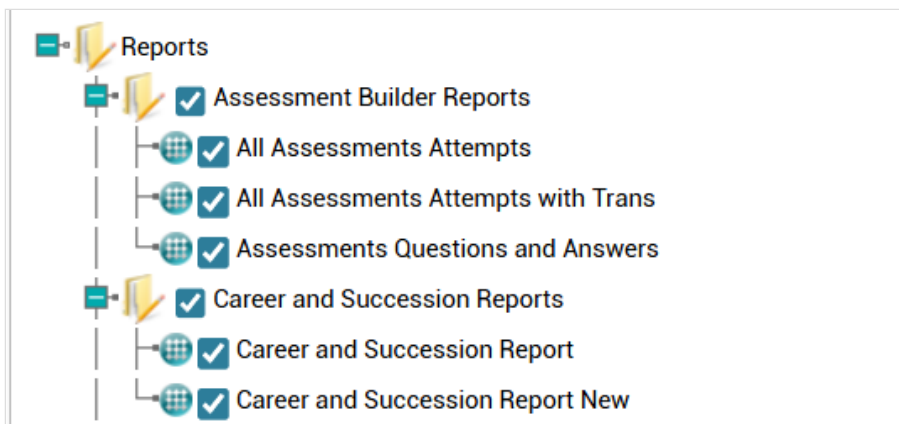 Reports
Assessment Builder Reports
All Assessments Attempts
All Assessments Attempts with Trans
Assessments Questions and Answers
Career and Succession Reports
Career and Succession Report
Career and Succession Report New